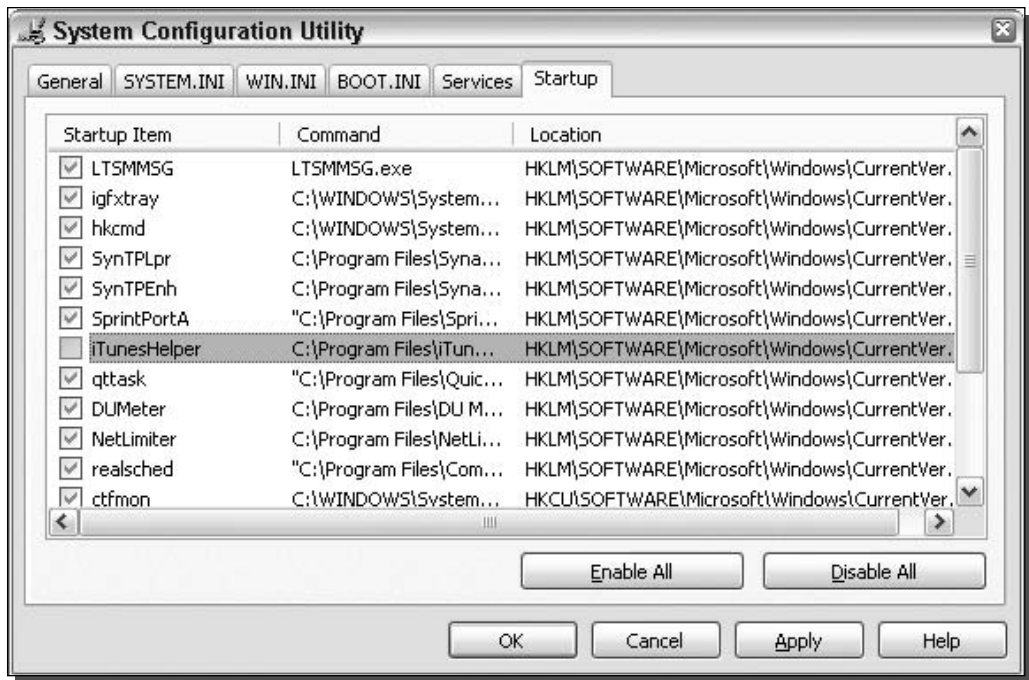 System Configuration Utility
General SYSTEM.INI WIN.INI BOOT.INI Services Startup
Startup Item Command Location
LTSMMSG LTSMMSG.exe HKLM\SOFTWARE\Microsoft\Windows\CurrentVer.
igfxtray C:\WINDOWS\System... HKLM\SOFTWARE\Microsoft\Windows\CurrentVer.
hkcmd C:\WINDOWS\System... HKLM\SOFTWARE\Microsoft\Windows\CurrentVer.
SynTPLpr C:\Program Files\Syna... HKLM\SOFTWARE\Microsoft\Windows\CurrentVer.
SynTPEnh C:\Program Files\Syna... HKLM\SOFTWARE\Microsoft\Windows\CurrentVer.
SprintPortA "C:\Program Files\Spri... HKLM\SOFTWARE\Microsoft\Windows\CurrentVer.
iTunesHelper C:\Program Files\iTun... HKLM\SOFTWARE\Microsoft\Windows\CurrentVer.
qttask "C:\Program Files\Quic... HKLM\SOFTWARE\Microsoft\Windows\CurrentVer.
DUMeter C:\Program Files\DU M... HKLM\SOFTWARE\Microsoft\Windows\CurrentVer.
NetLimiter C:\Program Files\NetLi... HKLM\SOFTWARE\Microsoft\Windows\CurrentVer.
realsched "C:\Program Files\Com... HKLM\SOFTWARE\Microsoft\Windows\CurrentVer.
ctfmon C:\WINDOWS\System... HKCU\SOFTWARE\Microsoft\Windows\CurrentVer.
Enable All Disable All
OK Cancel Apply Help